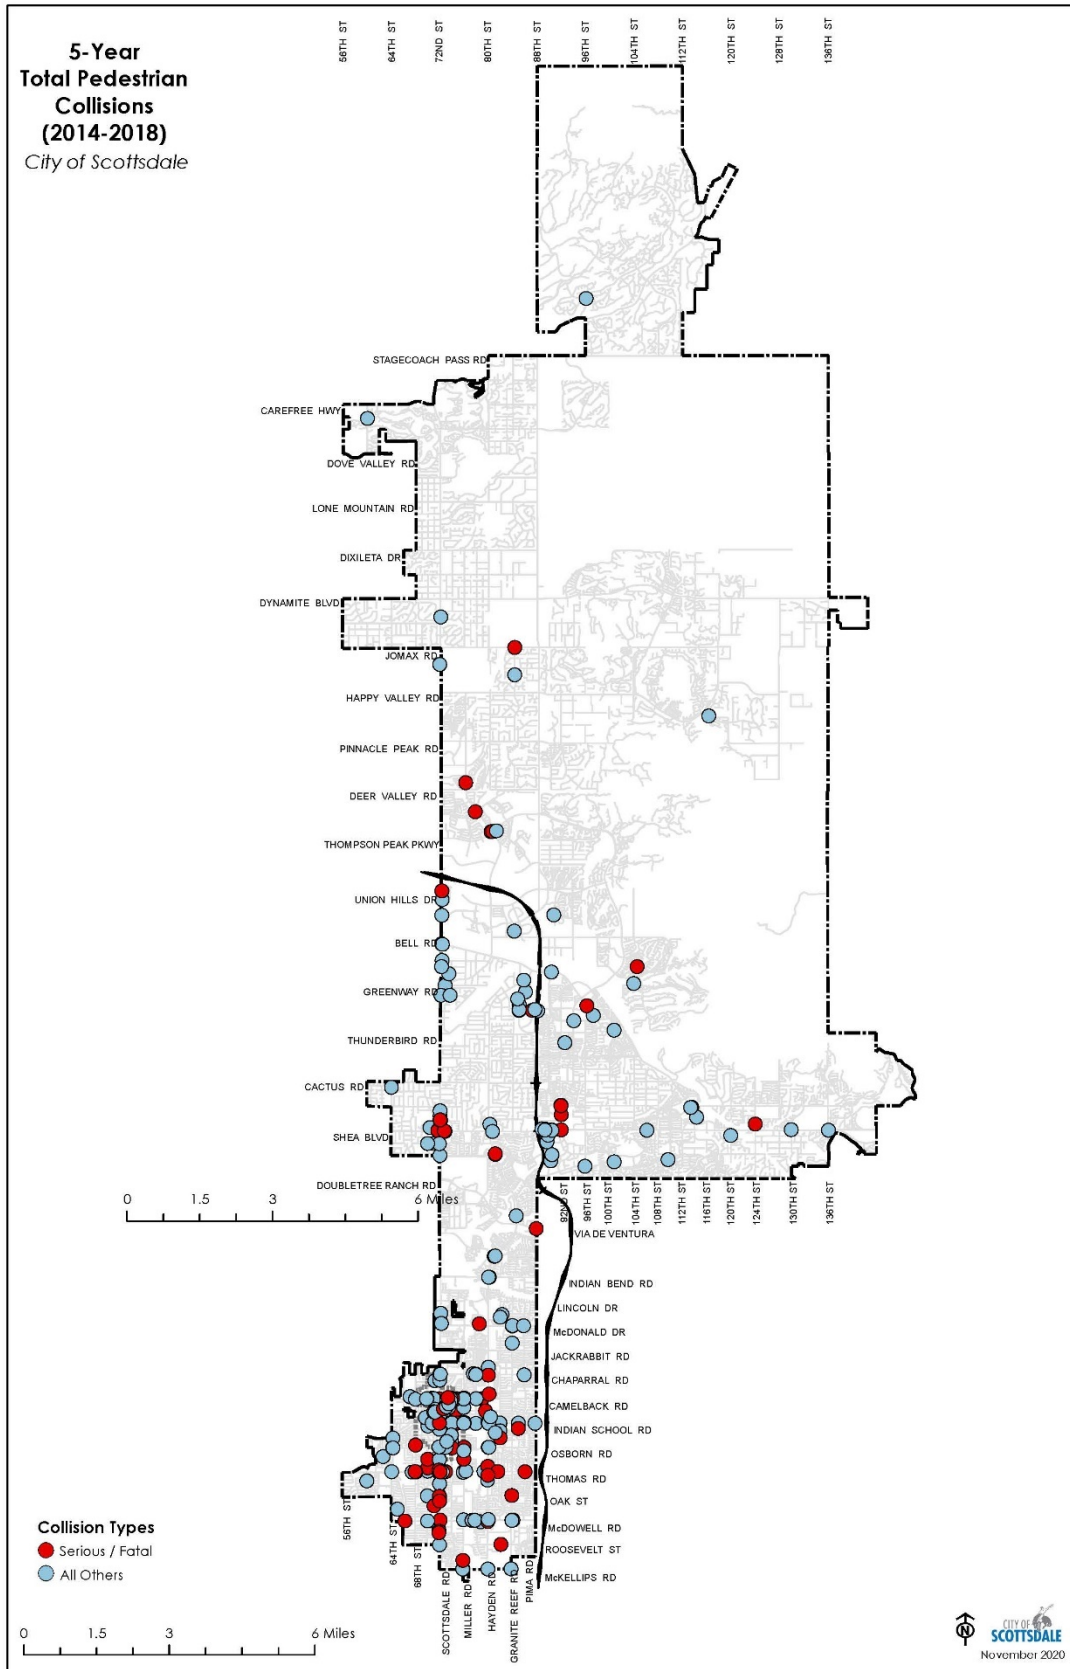 5-Year
Total Pedestrian
Collisions
(2014-2018)
City of Scottsdale
56TH ST
64TH ST
72ND ST
80TH ST
88TH ST
96TH ST
104TH ST
112TH ST
120TH ST
128TH ST
136TH ST
STAGECOACH PASS RD
CAREFREE HWY
DOVE VALLEY RD
LONE MOUNTAIN RD
DIXILETA DR
DYNAMITE BLVD
JOMAX RD
HAPPY VALLEY RD
PINNACLE PEAK RD
DEER VALLEY RD
THOMPSON PEAK PKWY
UNION HILLS DR
BELL RD
GREENWAY RD
THUNDERBIRD RD
CACTUS RD
SHEA BLVD
DOUBLETREE RANCH RD
0 1.5 3 6 Miles
92ND ST
96TH ST
100TH ST
104TH ST
108TH ST
112TH ST
116TH ST
120TH ST
124TH ST
130TH ST
136TH ST
VIA DE VENTURA
INDIAN BEND RD
LINCOLN DR
McDONALD DR
JACKRABBIT RD
CHAPARRAL RD
CAMELBACK RD
INDIAN SCHOOL RD
OSBORN RD
THOMAS RD
OAK ST
McDOWELL RD
ROOSEVELT ST
McKELLIPS RD
56TH ST
64TH ST
68TH ST
SCOTTSDALE RD
MILLER RD
HAYDEN RD
GRANITE REEF RD
PIMA RD
Collision Types
Serious / Fatal
All Others
0 1.5 3 6 Miles
N
CITY OF
SCOTTSDALE
November 2020